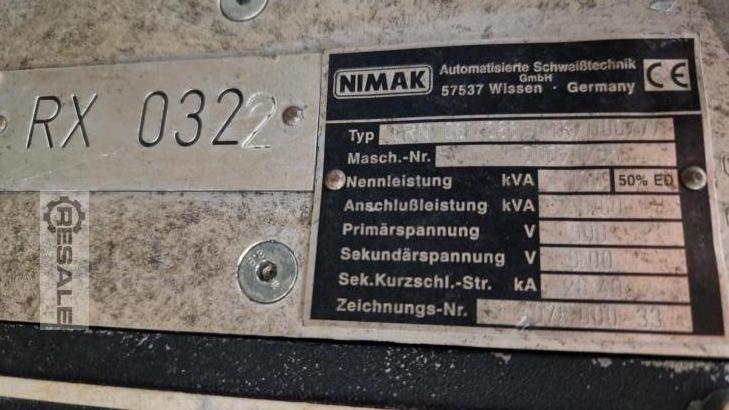 RX 0322
NIMAK
Automatisierte Schweißtechnik
GmbH
57537 Wissen · Germany
CE
Typ
Masch.-Nr.
Nennleistung kVA 50% ED
Anschlußleistung kVA
Primärspannung V
Sekundärspannung V
Sek.Kurzschl.-Str. kA
Zeichnungs-Nr.
RESALE